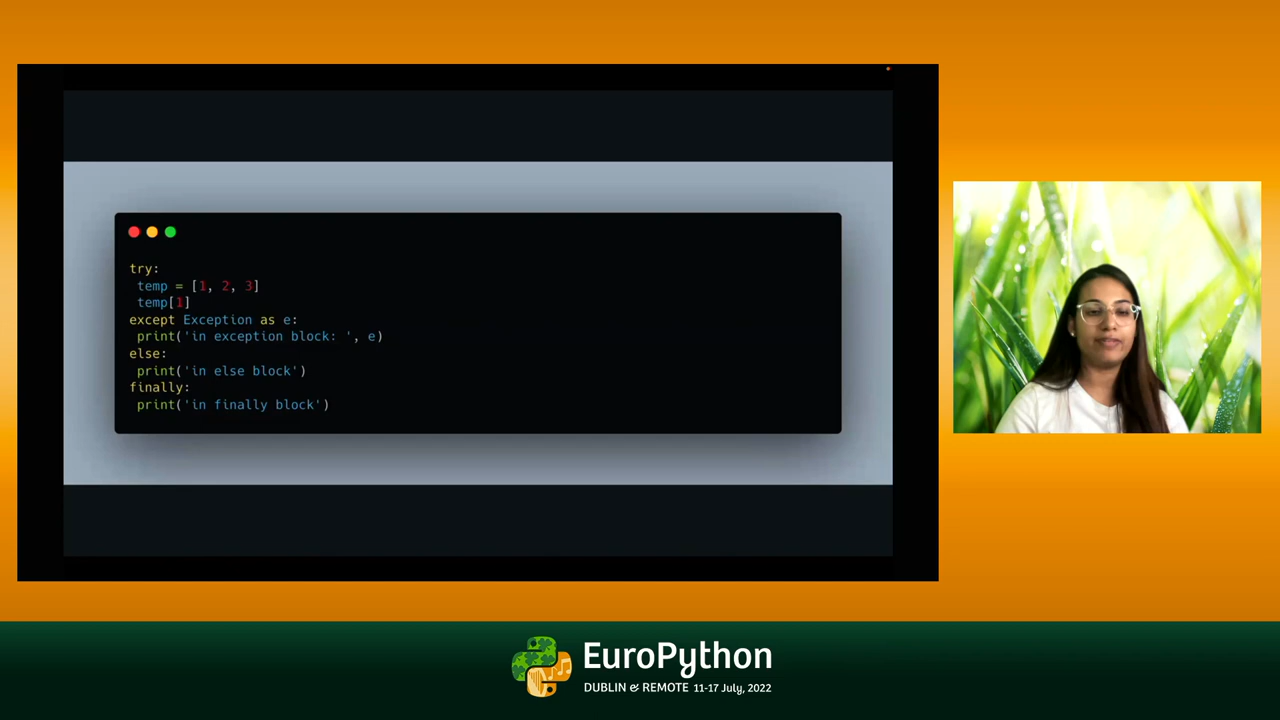 try:
 temp = [1, 2, 3]
 temp[1]
except Exception as e:
 print('in exception block: ', e)
else:
 print('in else block')
finally:
 print('in finally block')
EuroPython
DUBLIN & REMOTE 11-17 July, 2022